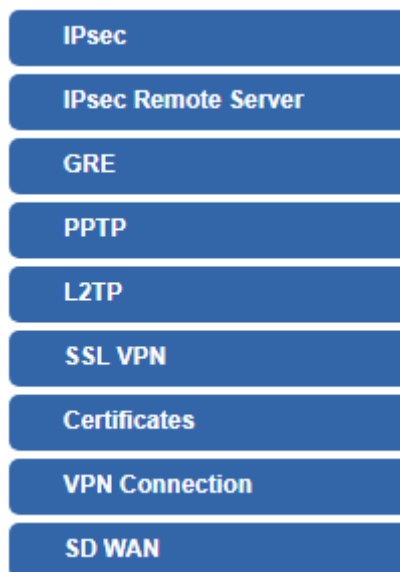 IPsec
IPsec Remote Server
GRE
PPTP
L2TP
SSL VPN
Certificates
VPN Connection
SD WAN